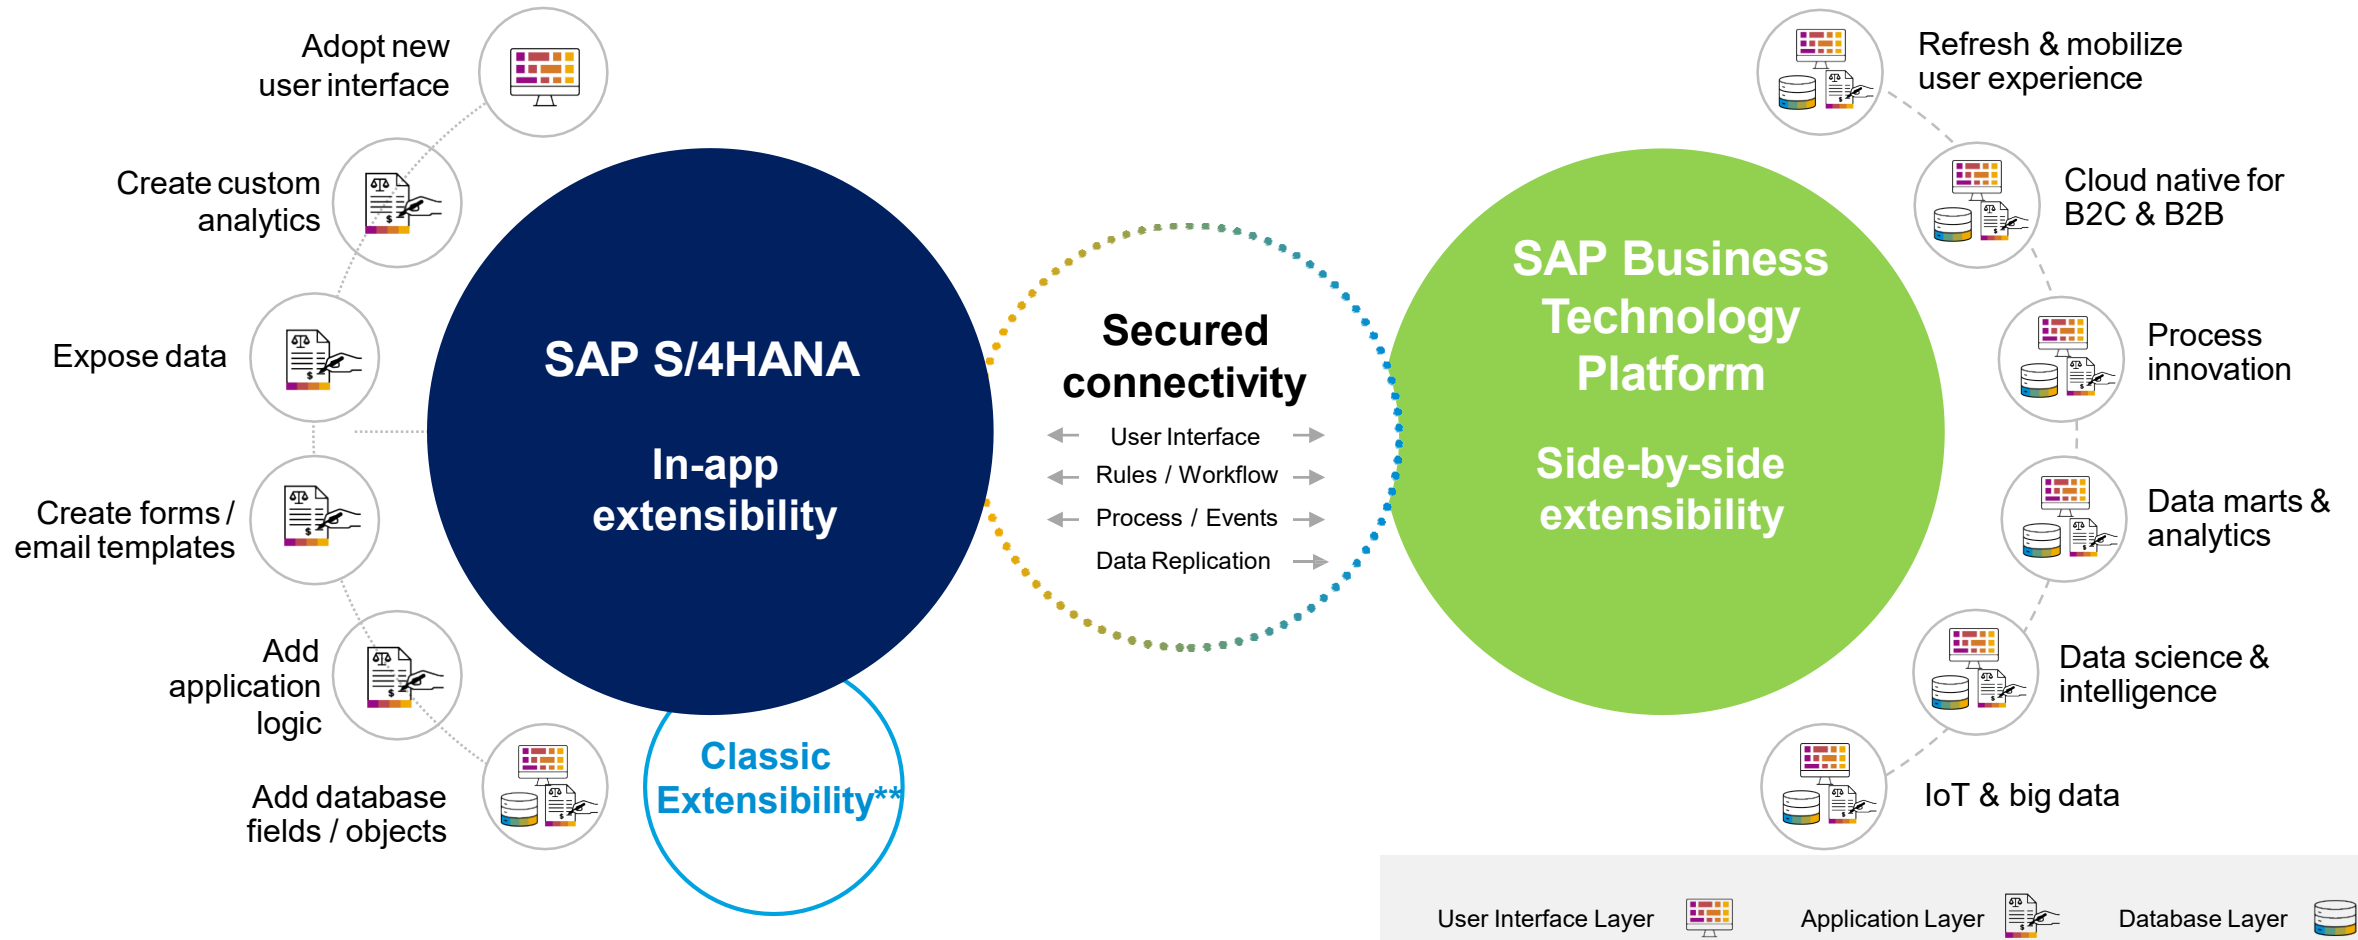 Adopt new
user interface
Create custom
analytics
Expose data
Create forms /
email templates
Add
application
logic
Add database
fields / objects
SAP S/4HANA
In-app
extensibility
Classic
Extensibility**
Secured
connectivity
User Interface
Rules / Workflow
Process / Events
Data Replication
SAP Business
Technology
Platform
Side-by-side
extensibility
Refresh & mobilize
user experience
Cloud native for
B2C & B2B
Process
innovation
Data marts &
analytics
Data science &
intelligence
IoT & big data
User Interface Layer
Application Layer
Database Layer